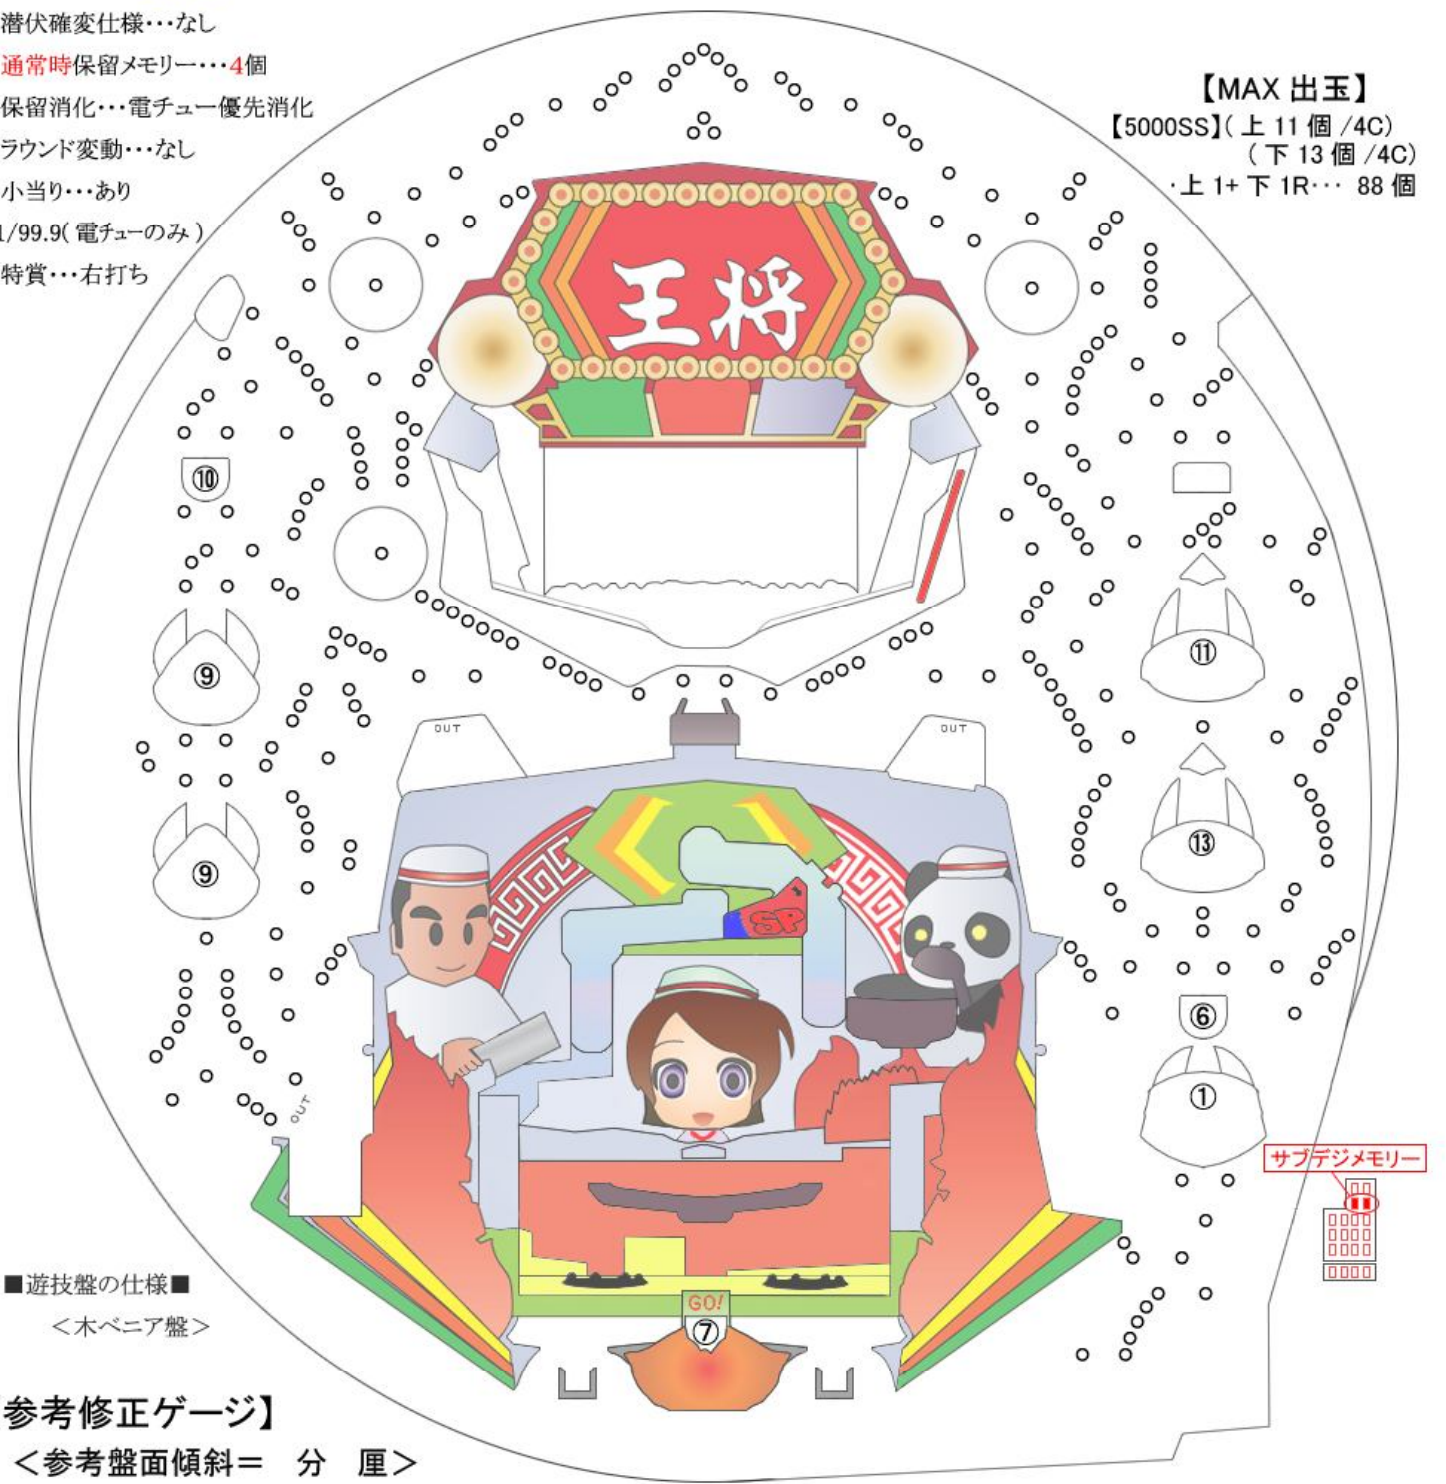 潜伏確変仕様･･･なし
通常時保留メモリー･･･4個
保留消化･･･電チュー優先消化
ラウンド変動･･･なし
小当り･･･あり
1/99.9(電チューのみ)
特賞･･･右打ち
【MAX 出玉】
【5000SS】(上 11 個 /4C)
(下 13 個 /4C)
･上 1+ 下 1R･･･ 88 個
王将
⑩
⑨
⑪
OUT
OUT
⑬
⑨
SP
⑥
①
OUT
サブデジメモリー
■遊技盤の仕様■
＜木ベニア盤＞
GO!
⑦
参考修正ゲージ】
＜参考盤面傾斜＝ 分 厘＞